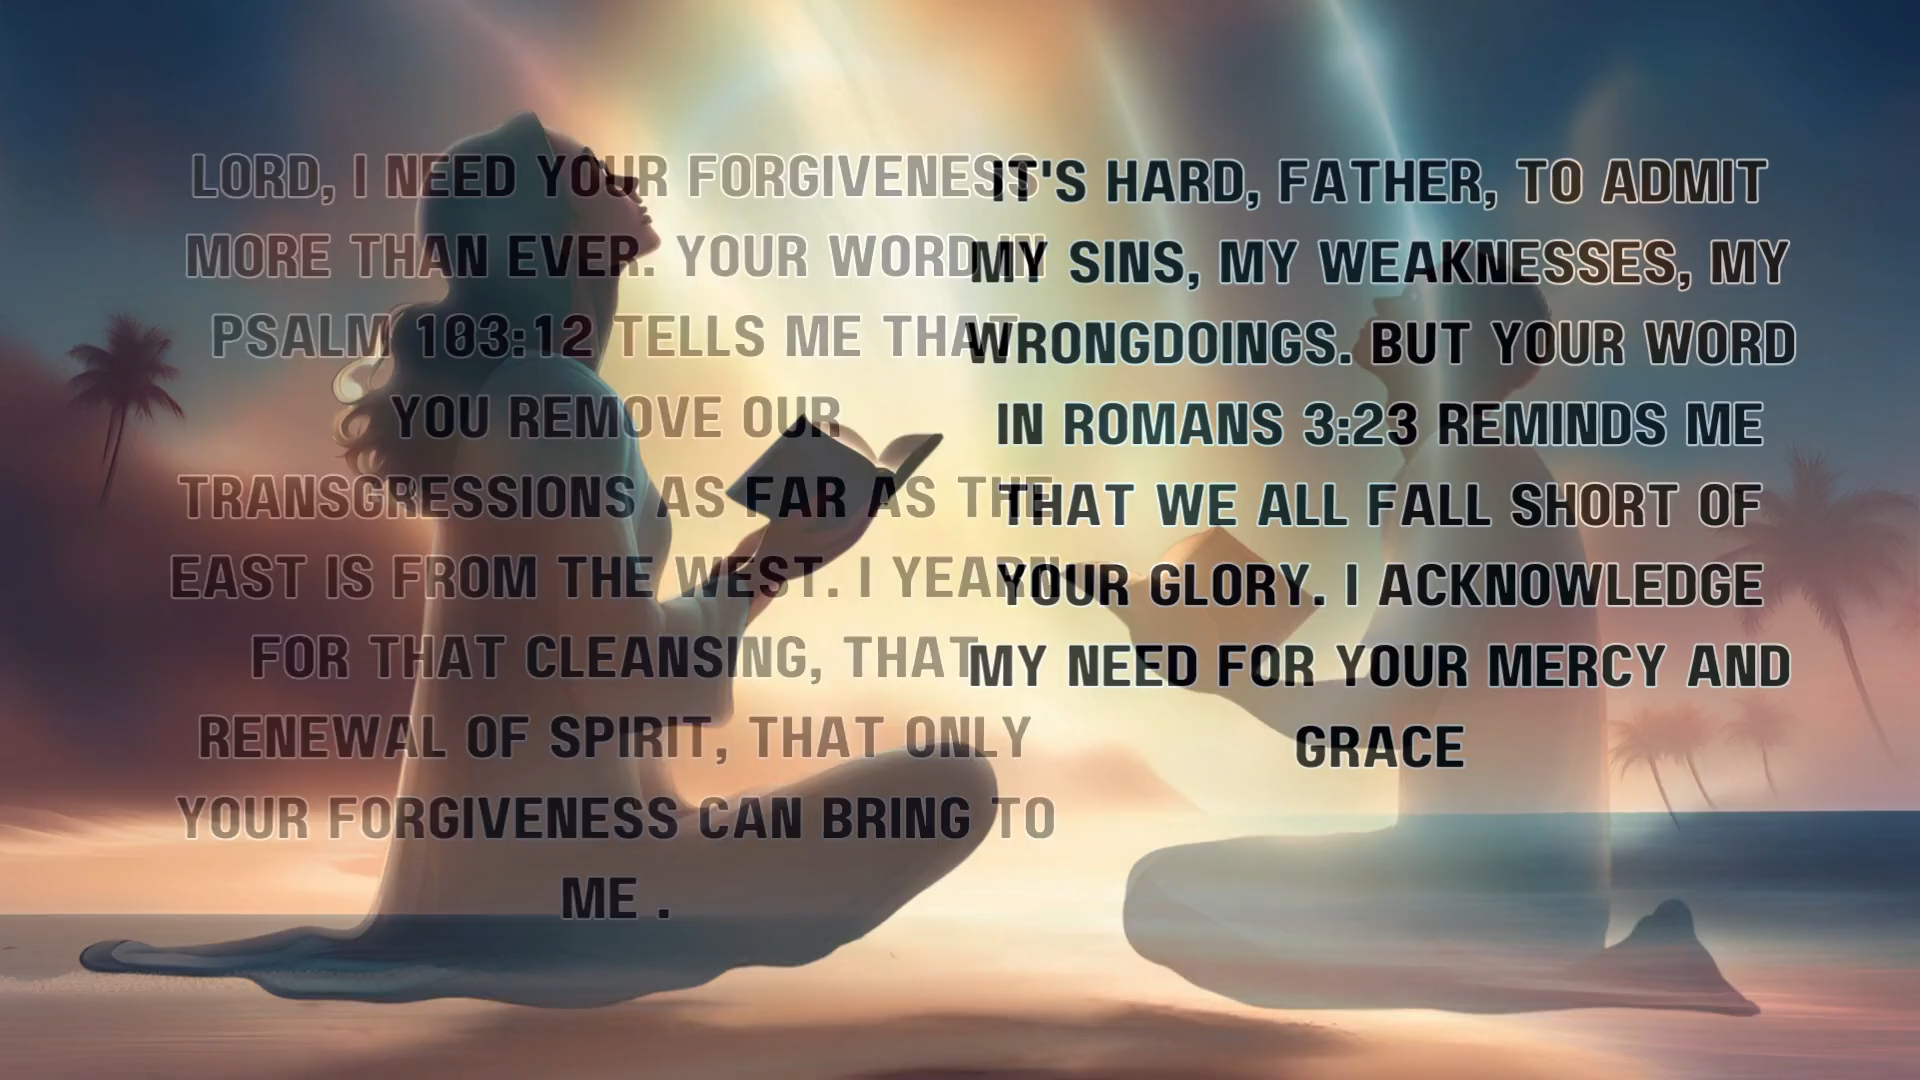 LORD, I NEED YOUR FORGIVENESS
MORE THAN EVER. YOUR WORD IN
PSALM 103:12 TELLS ME THAT
YOU REMOVE OUR
TRANSGRESSIONS AS FAR AS THE
EAST IS FROM THE WEST. I YEARN
FOR THAT CLEANSING, THAT
RENEWAL OF SPIRIT, THAT ONLY
YOUR FORGIVENESS CAN BRING TO
ME .
IT'S HARD, FATHER, TO ADMIT
MY SINS, MY WEAKNESSES, MY
WRONGDOINGS. BUT YOUR WORD
IN ROMANS 3:23 REMINDS ME
THAT WE ALL FALL SHORT OF
YOUR GLORY. I ACKNOWLEDGE
MY NEED FOR YOUR MERCY AND
GRACE